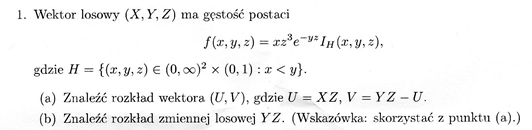 1. Wektor losowy (X, Y, Z) ma gęstość postaci
f(x, y, z) = xz³e^{-yz}I_H(x, y, z),
gdzie H = {(x, y, z) ∈ (0, ∞)² × (0, 1) : x < y}.
(a) Znaleźć rozkład wektora (U, V), gdzie U = XZ, V = YZ − U.
(b) Znaleźć rozkład zmiennej losowej YZ. (Wskazówka: skorzystać z punktu (a).)